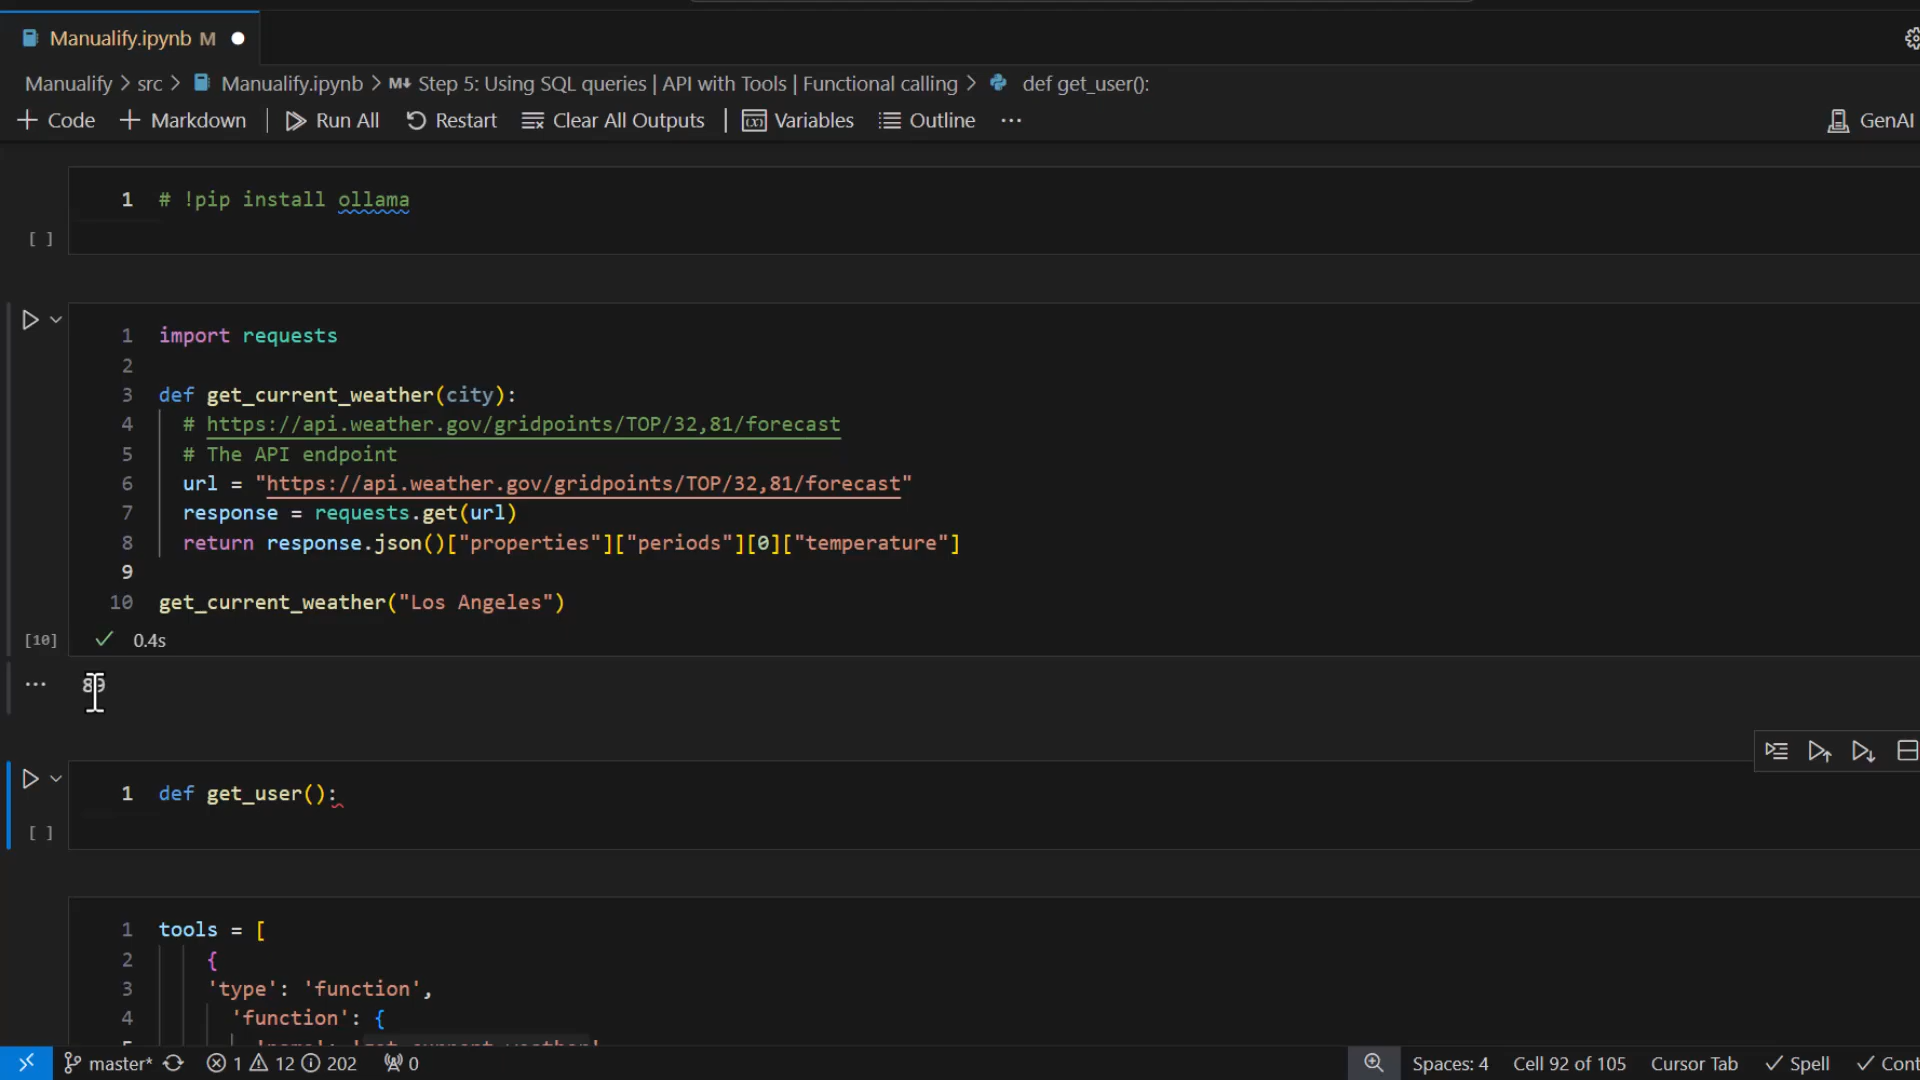 Manualify.ipynb M
Manualify > src > Manualify.ipynb > M↓ Step 5: Using SQL queries | API with Tools | Functional calling > def get_user():
+ Code + Markdown | Run All Restart Clear All Outputs | Variables Outline ··· GenAI
1 # !pip install ollama
[ ]
1 import requests
2
3 def get_current_weather(city):
4 # https://api.weather.gov/gridpoints/TOP/32,81/forecast
5 # The API endpoint
6 url = "https://api.weather.gov/gridpoints/TOP/32,81/forecast"
7 response = requests.get(url)
8 return response.json()["properties"]["periods"][0]["temperature"]
9
10 get_current_weather("Los Angeles")
[10] ✓ 0.4s
···
1 def get_user():
[ ]
1 tools = [
2 {
3 'type': 'function',
4 'function': {
master* 1 12 202 0 Spaces: 4 Cell 92 of 105 Cursor Tab ✓ Spell ✓ Cont